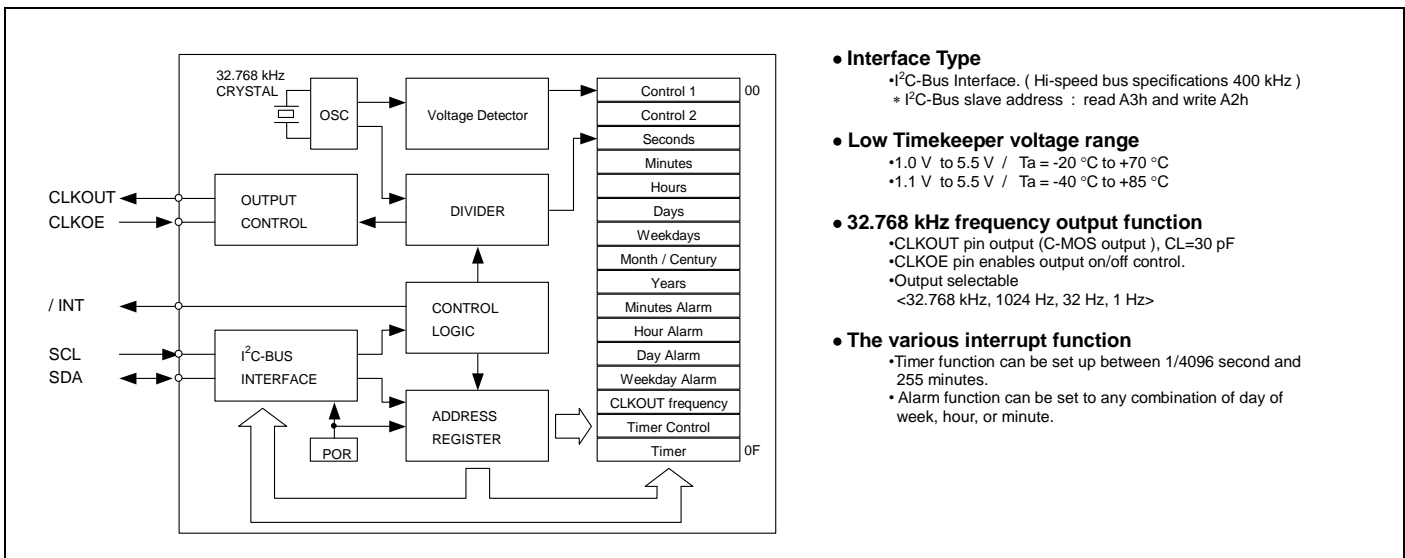 32.768 kHz
CRYSTAL
OSC
Voltage Detector
CLKOUT
CLKOE
OUTPUT
CONTROL
DIVIDER
/ INT
CONTROL
LOGIC
SCL
SDA
I²C-BUS
INTERFACE
ADDRESS
REGISTER
POR
Control 1 00
Control 2
Seconds
Minutes
Hours
Days
Weekdays
Month / Century
Years
Minutes Alarm
Hour Alarm
Day Alarm
Weekday Alarm
CLKOUT frequency
Timer Control
Timer 0F
● Interface Type
•I²C-Bus Interface. ( Hi-speed bus specifications 400 kHz )
∗ I²C-Bus slave address : read A3h and write A2h
● Low Timekeeper voltage range
•1.0 V to 5.5 V / Ta = -20 °C to +70 °C
•1.1 V to 5.5 V / Ta = -40 °C to +85 °C
● 32.768 kHz frequency output function
•CLKOUT pin output (C-MOS output ), CL=30 pF
•CLKOE pin enables output on/off control.
•Output selectable
<32.768 kHz, 1024 Hz, 32 Hz, 1 Hz>
● The various interrupt function
•Timer function can be set up between 1/4096 second and
255 minutes.
• Alarm function can be set to any combination of day of
week, hour, or minute.